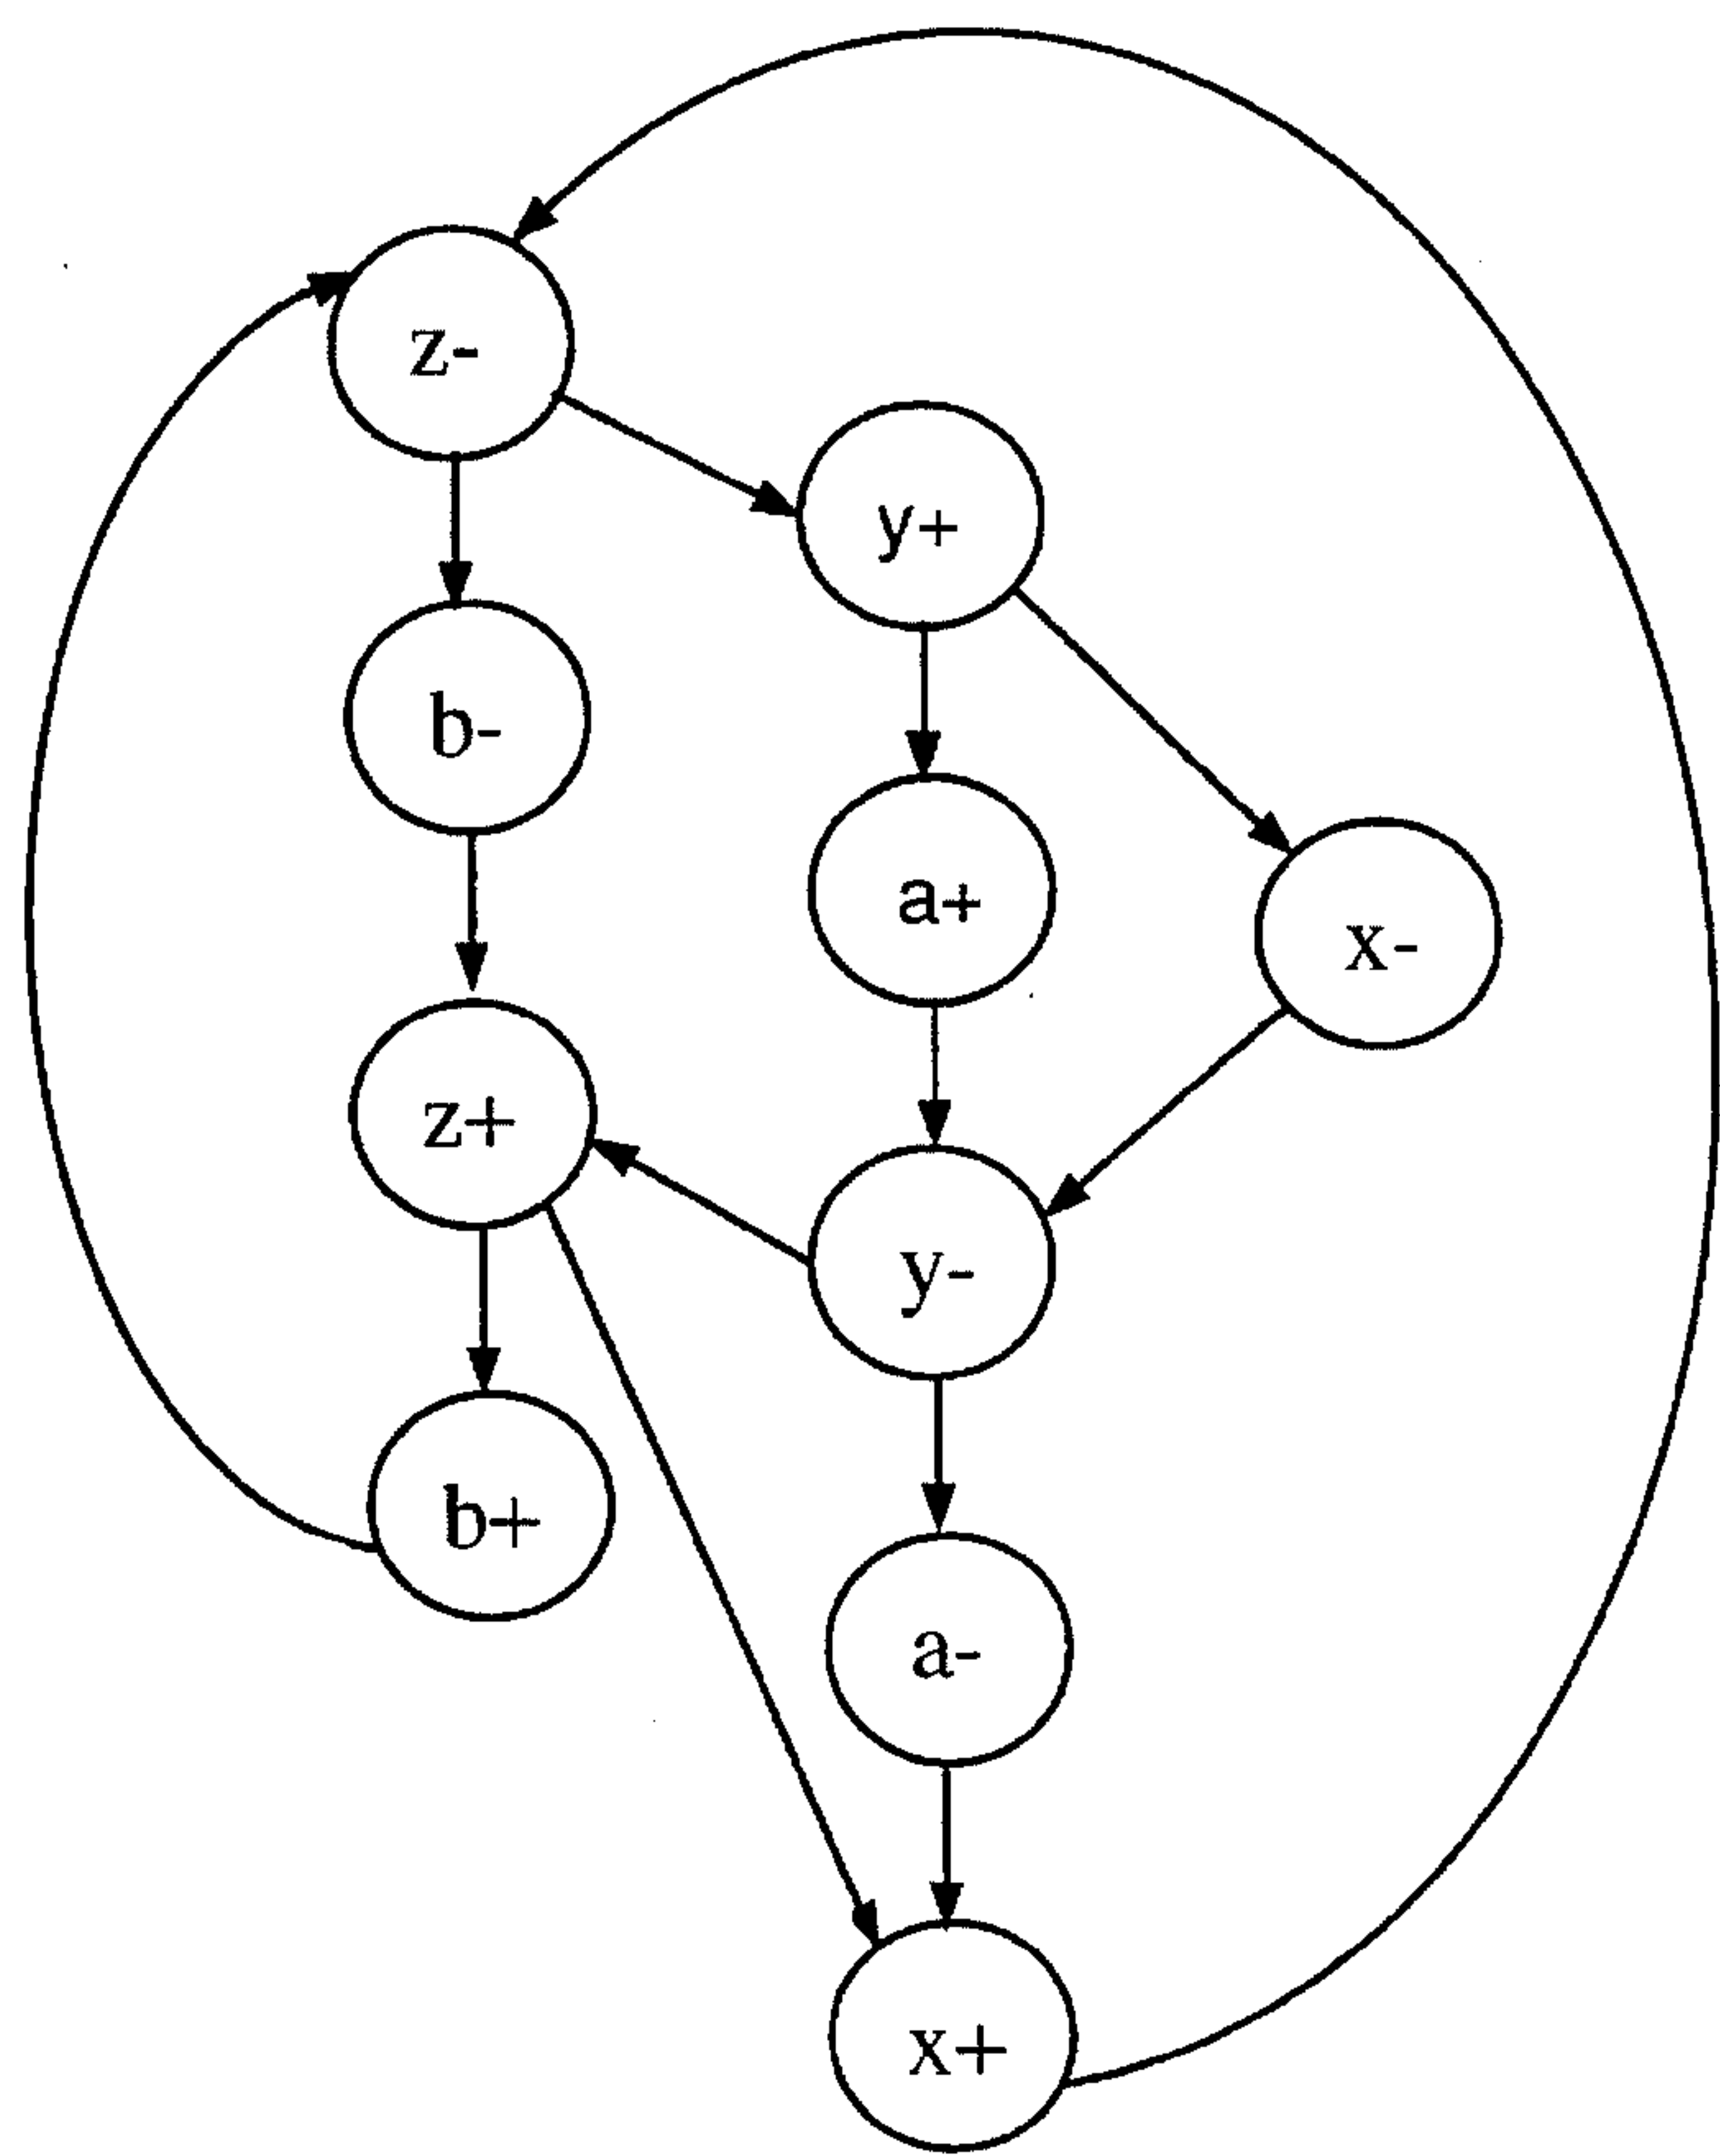 z-
y+
b-
a+
x-
z+
y-
b+
a-
x+